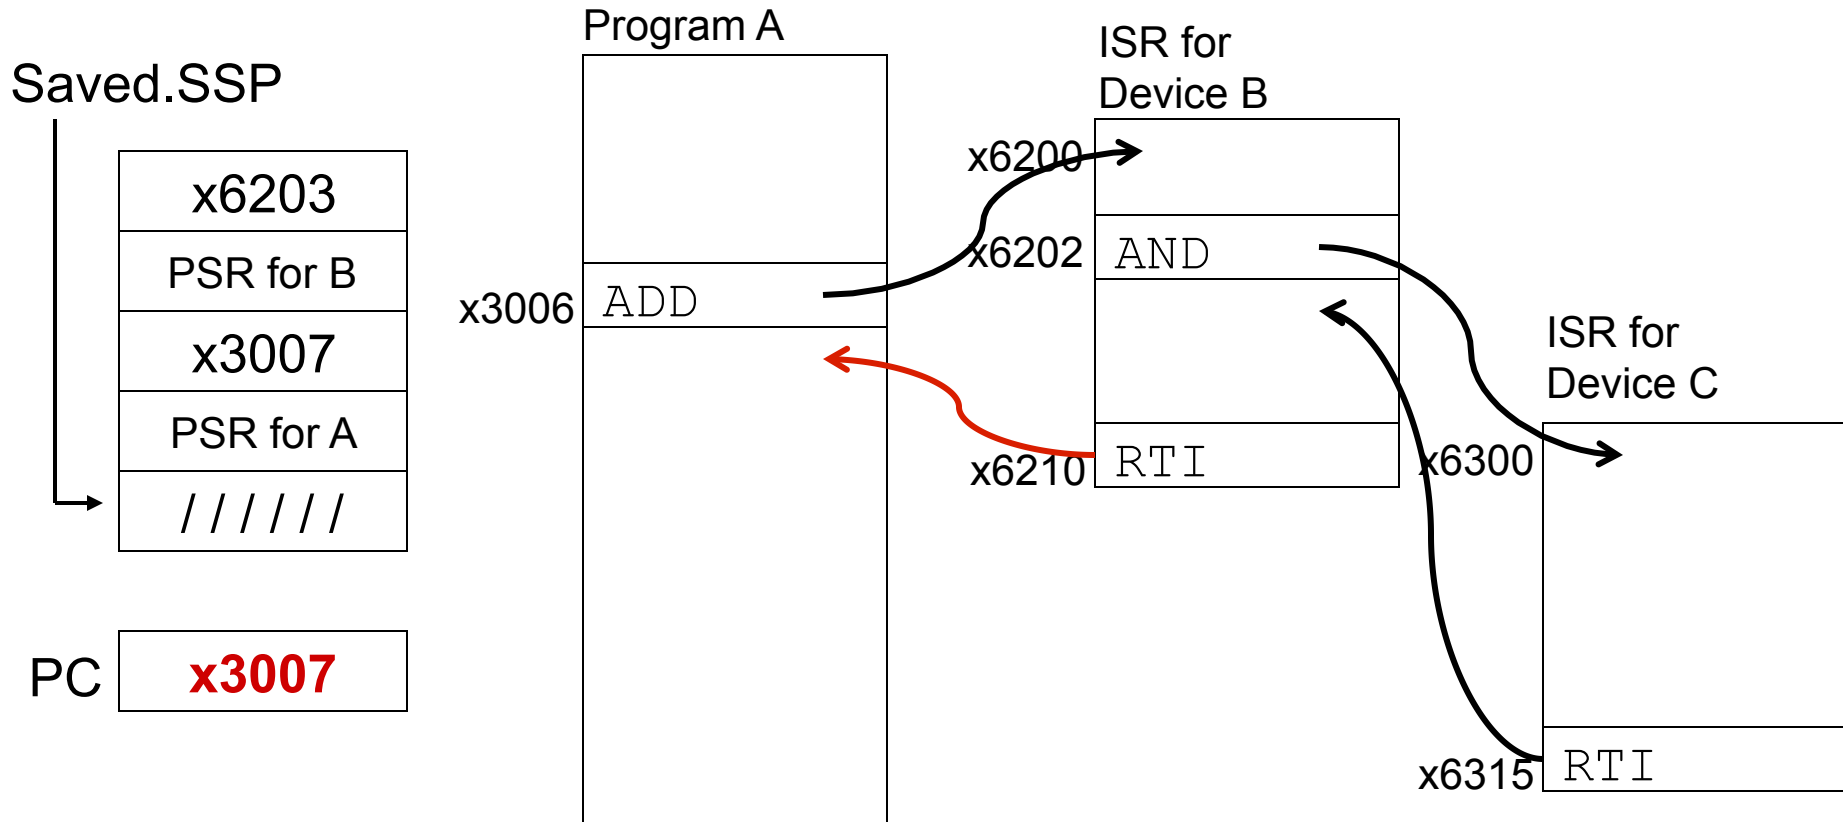 Saved.SSP
x6203
PSR for B
x3007
PSR for A
//////
PC
x3007
Program A
x3006
ADD
ISR for
Device B
x6200
x6202
AND
x6210
RTI
ISR for
Device C
x6300
x6315
RTI